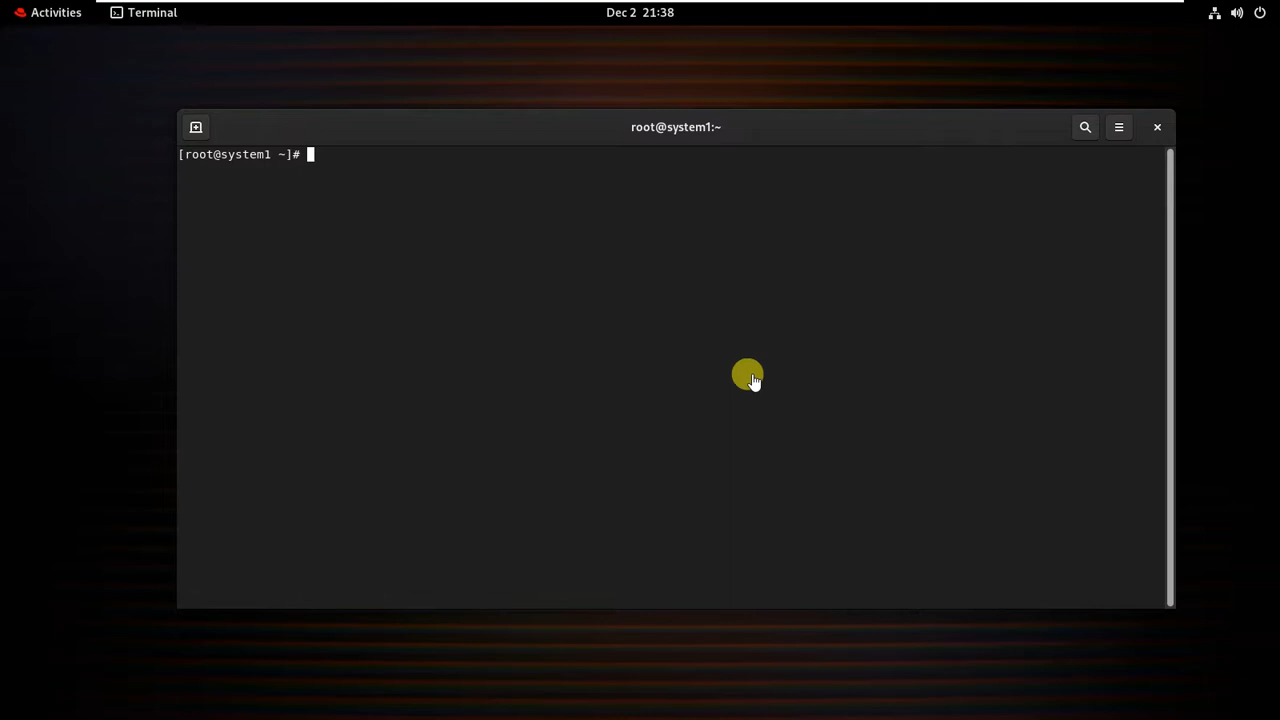 Activities Terminal Dec 2 21:38
root@system1:~
[root@system1 ~]#